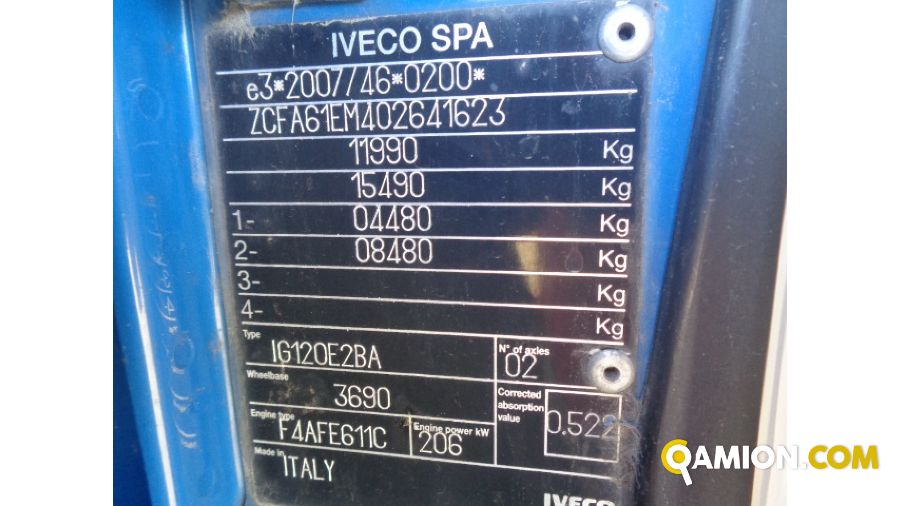 IVECO SPA
e3*2007/46*0200*
ZCFA61EM402641623
11990 Kg
15490 Kg
1- 04480 Kg
2- 08480 Kg
3- Kg
4- Kg
Type IG120E2BA N° of axles 02
Wheelbase 3690 Corrected absorption value 0.522
Engine type F4AFE611C Engine power kW 206
Made in ITALY
IVECO
QAMION.COM